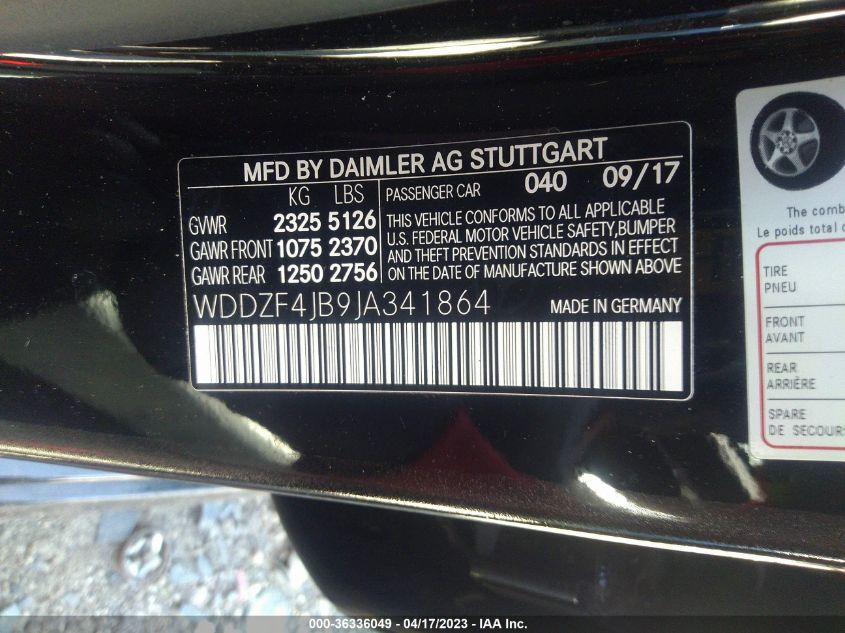 MFD BY DAIMLER AG STUTTGART
KG LBS
GVWR 2325 5126
GAWR FRONT 1075 2370
GAWR REAR 1250 2756
PASSENGER CAR 040 09/17
THIS VEHICLE CONFORMS TO ALL APPLICABLE
U.S. FEDERAL MOTOR VEHICLE SAFETY,BUMPER
AND THEFT PREVENTION STANDARDS IN EFFECT
ON THE DATE OF MANUFACTURE SHOWN ABOVE
WDDZF4JB9JA341864 MADE IN GERMANY
The comb
Le poids total
TIRE
PNEU
FRONT
AVANT
REAR
ARRIÈRE
SPARE
DE SECOURS
000-36336049 - 04/17/2023 - IAA Inc.